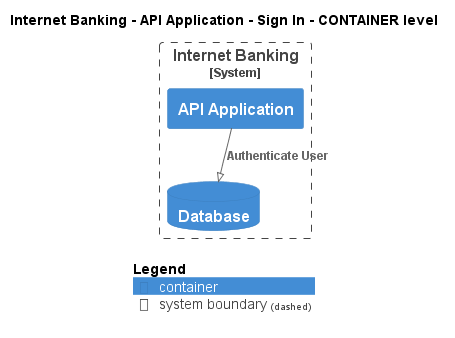 Internet Banking - API Application - Sign In - CONTAINER level
Internet Banking
[System]
API Application
Authenticate User
Database
Legend
container
system boundary (dashed)